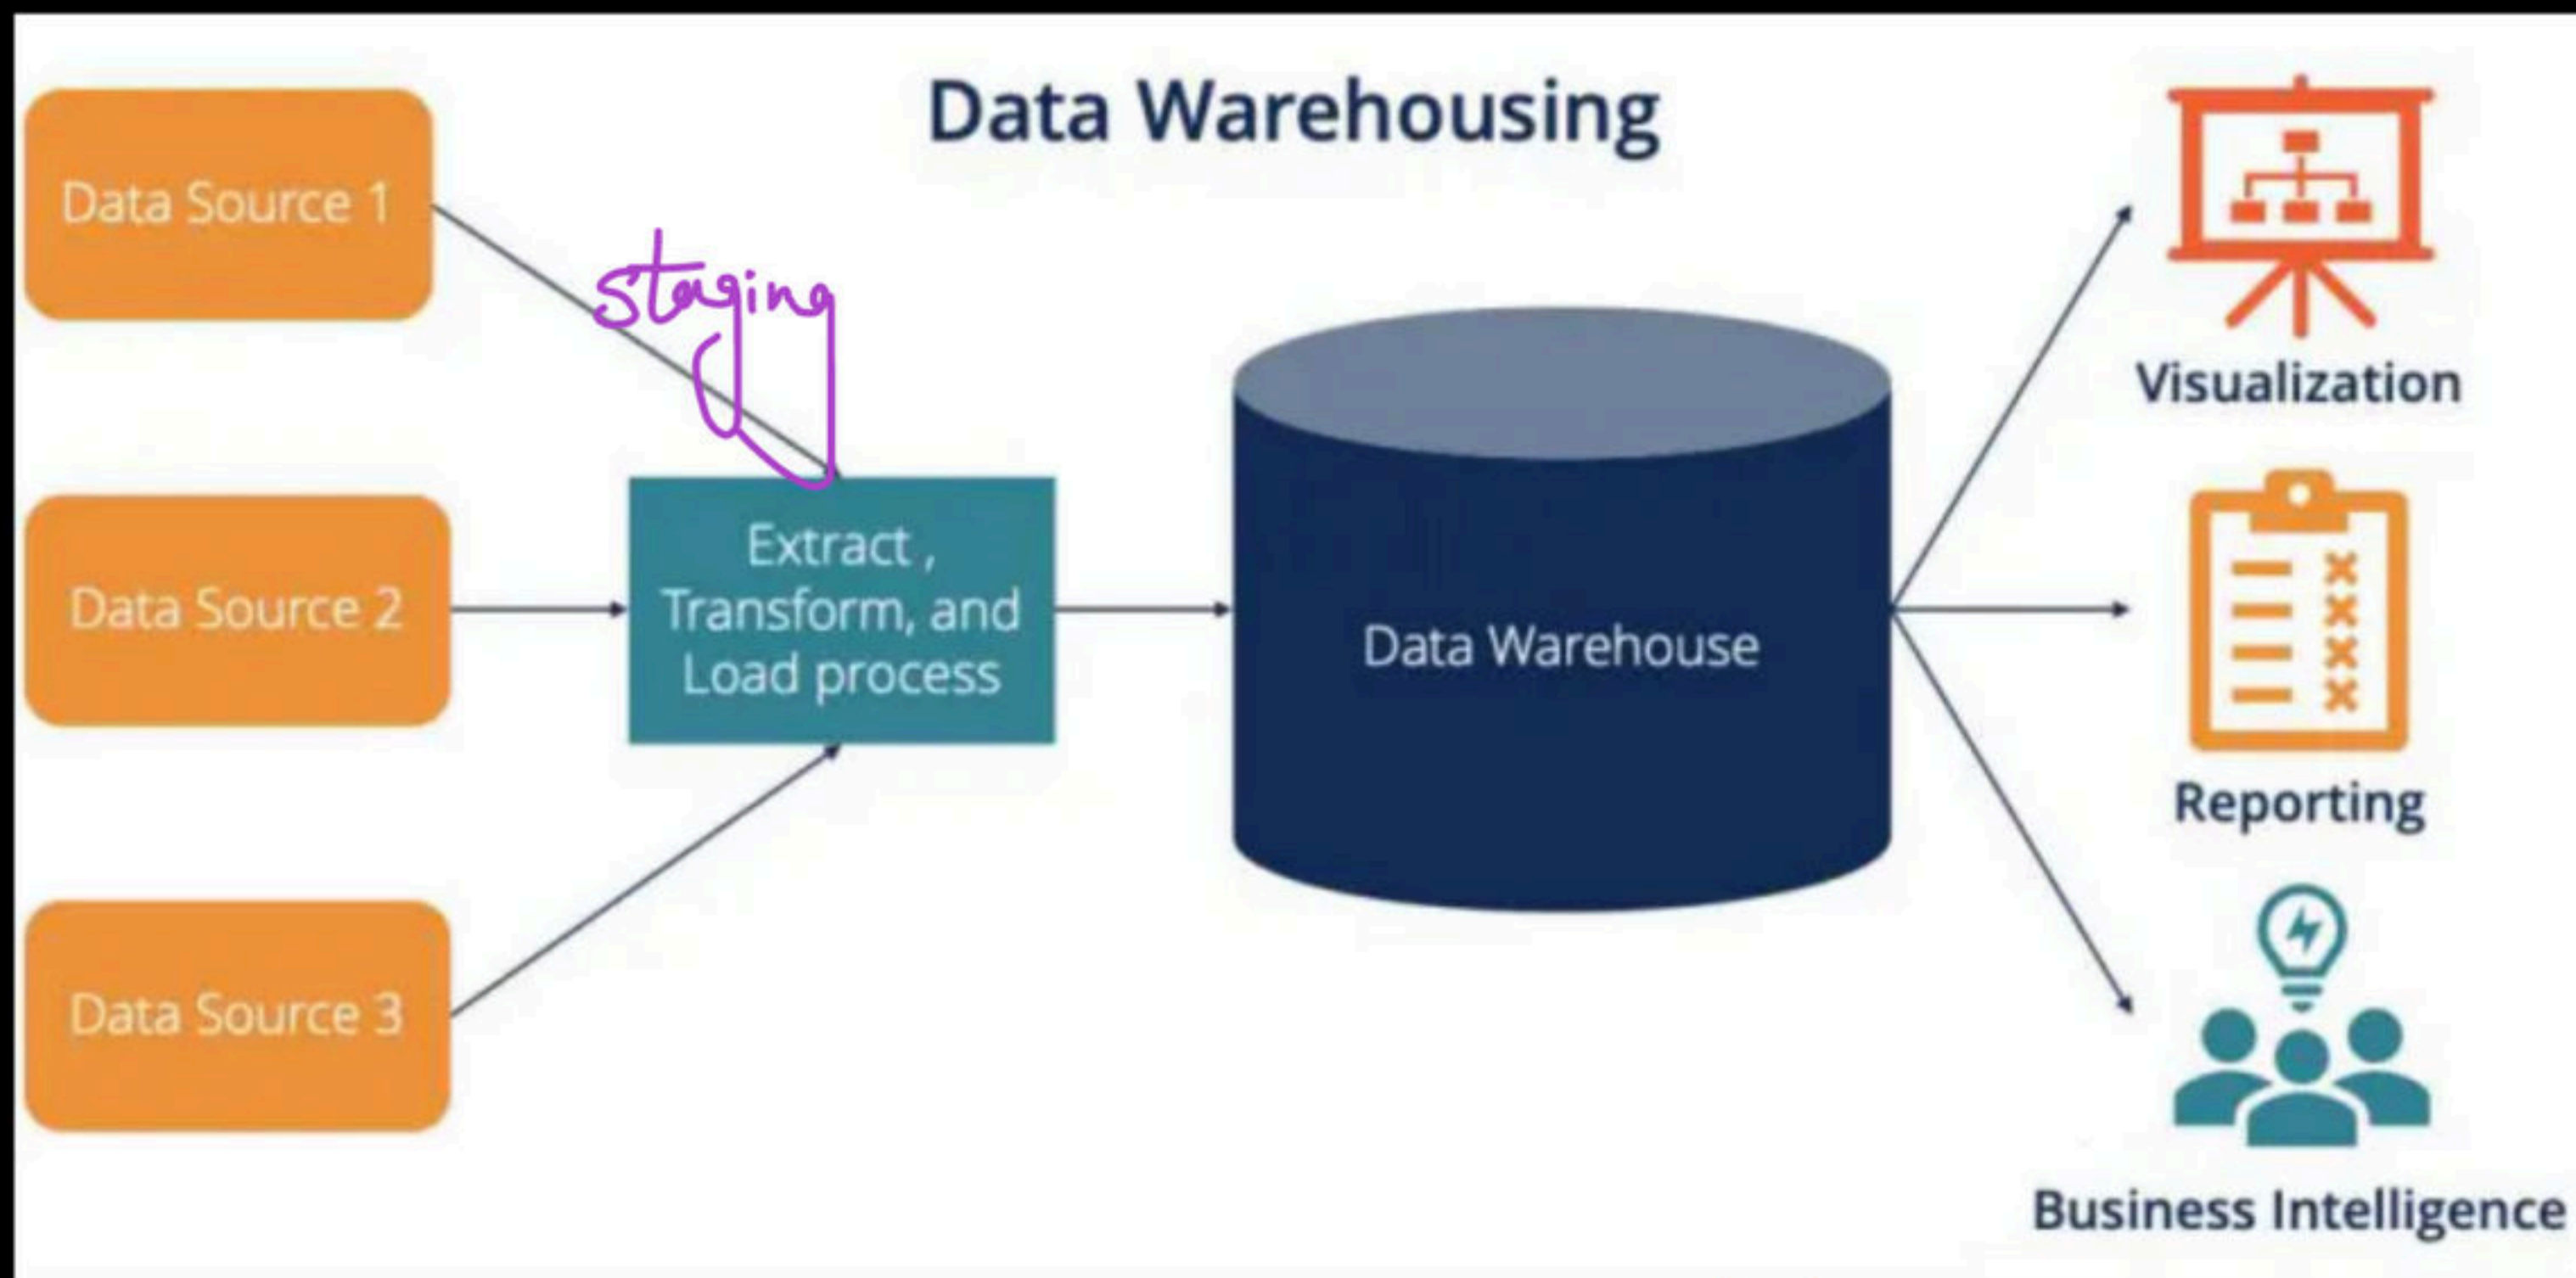 Data Warehousing
Data Source 1
staging
Data Source 2
Extract ,
Transform, and
Load process
Data Source 3
Data Warehouse
Visualization
Reporting
Business Intelligence